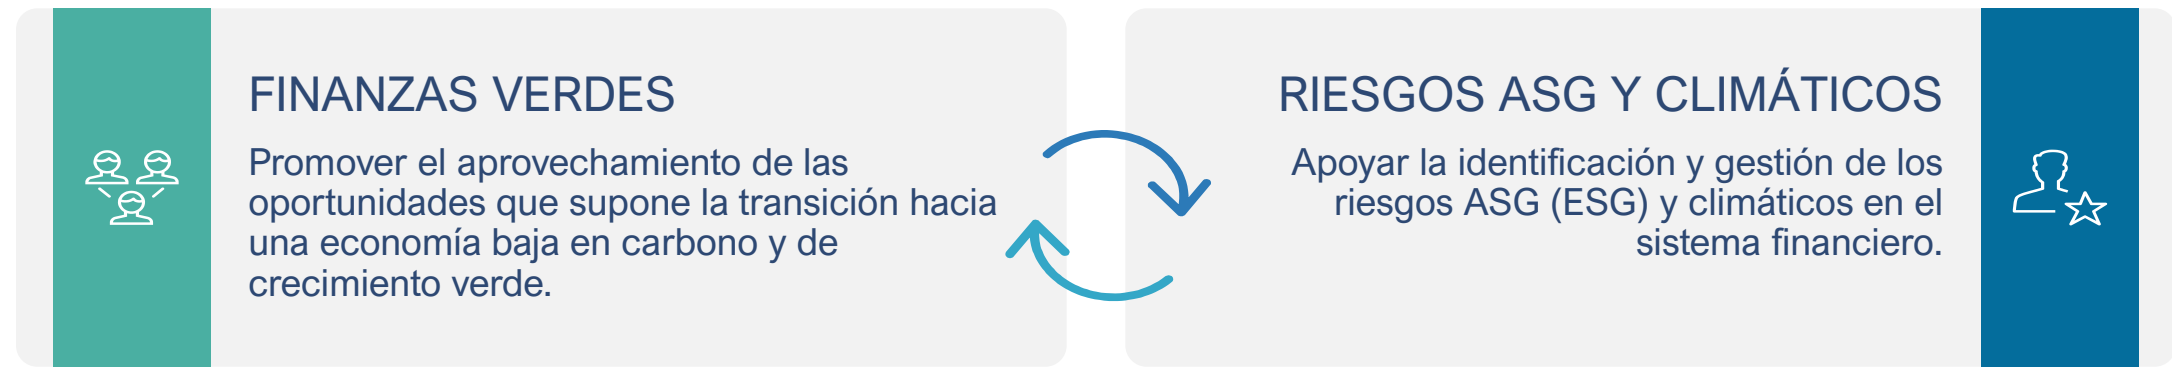 FINANZAS VERDES
Promover el aprovechamiento de las
oportunidades que supone la transición hacia
una economía baja en carbono y de
crecimiento verde.
RIESGOS ASG Y CLIMÁTICOS
Apoyar la identificación y gestión de los
riesgos ASG (ESG) y climáticos en el
sistema financiero.